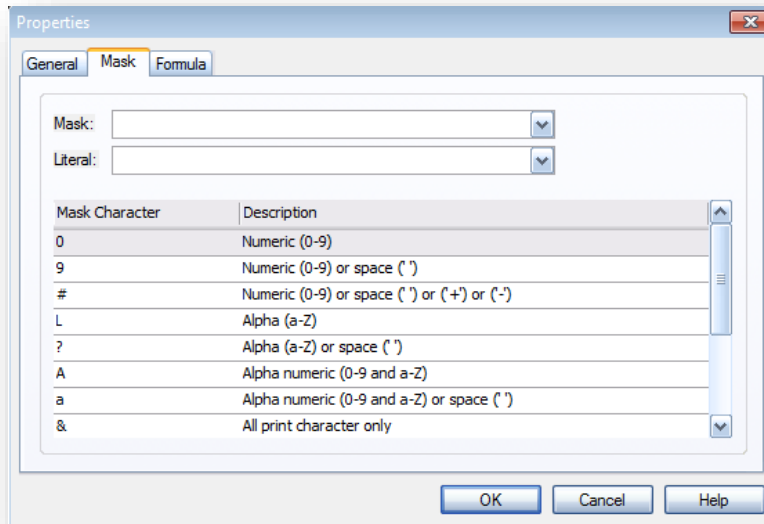 Properties
General Mask Formula
Mask:
Literal:
Mask Character Description
0 Numeric (0-9)
9 Numeric (0-9) or space (' ')
# Numeric (0-9) or space (' ') or ('+') or ('-')
L Alpha (a-Z)
? Alpha (a-Z) or space (' ')
A Alpha numeric (0-9 and a-Z)
a Alpha numeric (0-9 and a-Z) or space (' ')
& All print character only
OK Cancel Help